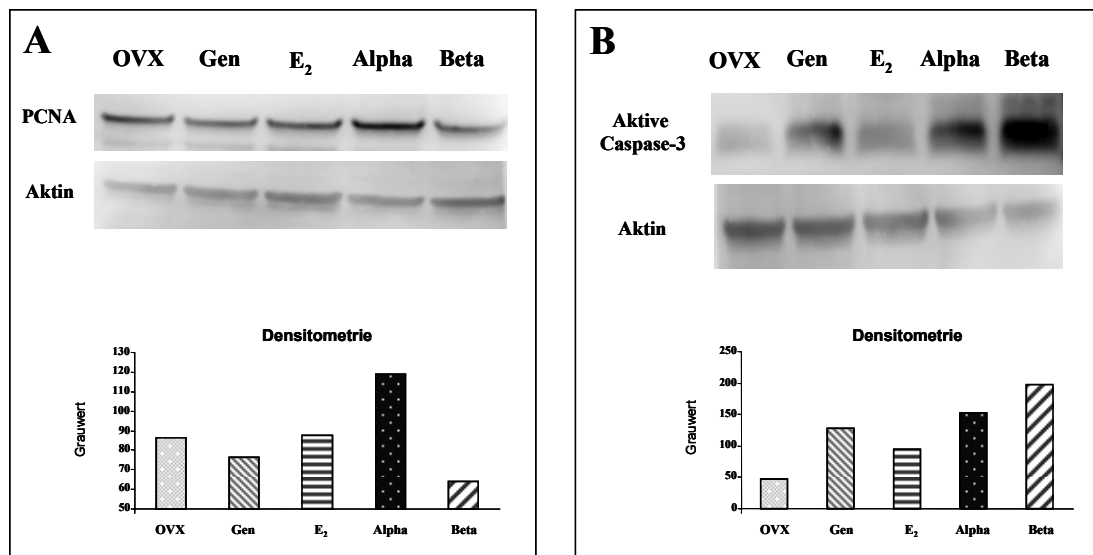 A
OVX Gen E₂ Alpha Beta
PCNA
Aktin
Densitometrie
Grauwert
130
120
110
100
90
80
70
60
50
OVX Gen E₂ Alpha Beta
B
OVX Gen E₂ Alpha Beta
Aktive
Caspase-3
Aktin
Densitometrie
Grauwert
250
200
150
100
50
0
OVX Gen E₂ Alpha Beta